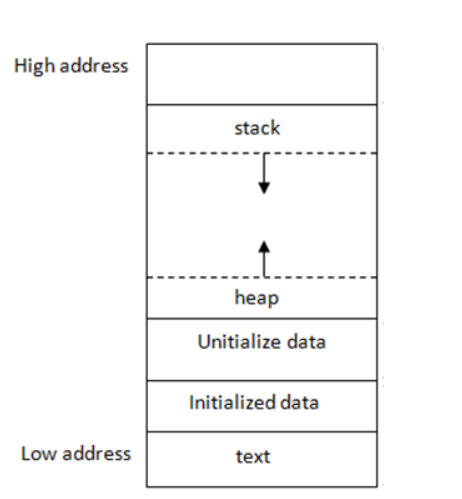 High address
stack
heap
Unitialize data
Initialized data
Low address
text